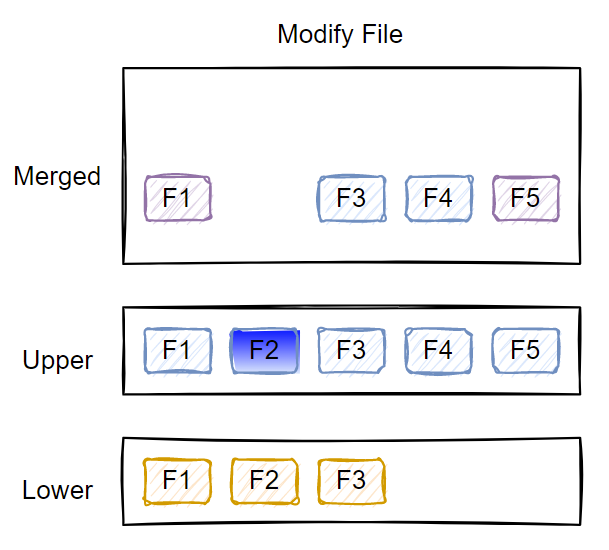 Modify File
Merged
F1 F3 F4 F5
Upper
F1 F2 F3 F4 F5
Lower
F1 F2 F3